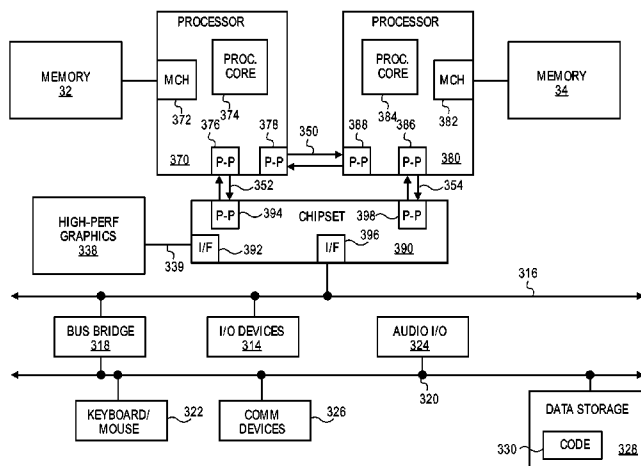 PROCESSOR
PROCESSOR
MEMORY
32
MCH
372
PROC.
CORE
374
PROC.
CORE
384
MCH
382
MEMORY
34
376
378
350
388
386
370
P-P
P-P
P-P
P-P
380
352
354
HIGH-PERF
GRAPHICS
338
339
P-P
394
CHIPSET
398
P-P
I/F
392
I/F
396
390
316
BUS BRIDGE
318
I/O DEVICES
314
AUDIO I/O
324
320
KEYBOARD/
MOUSE
322
COMM
DEVICES
326
DATA STORAGE
330
CODE
328